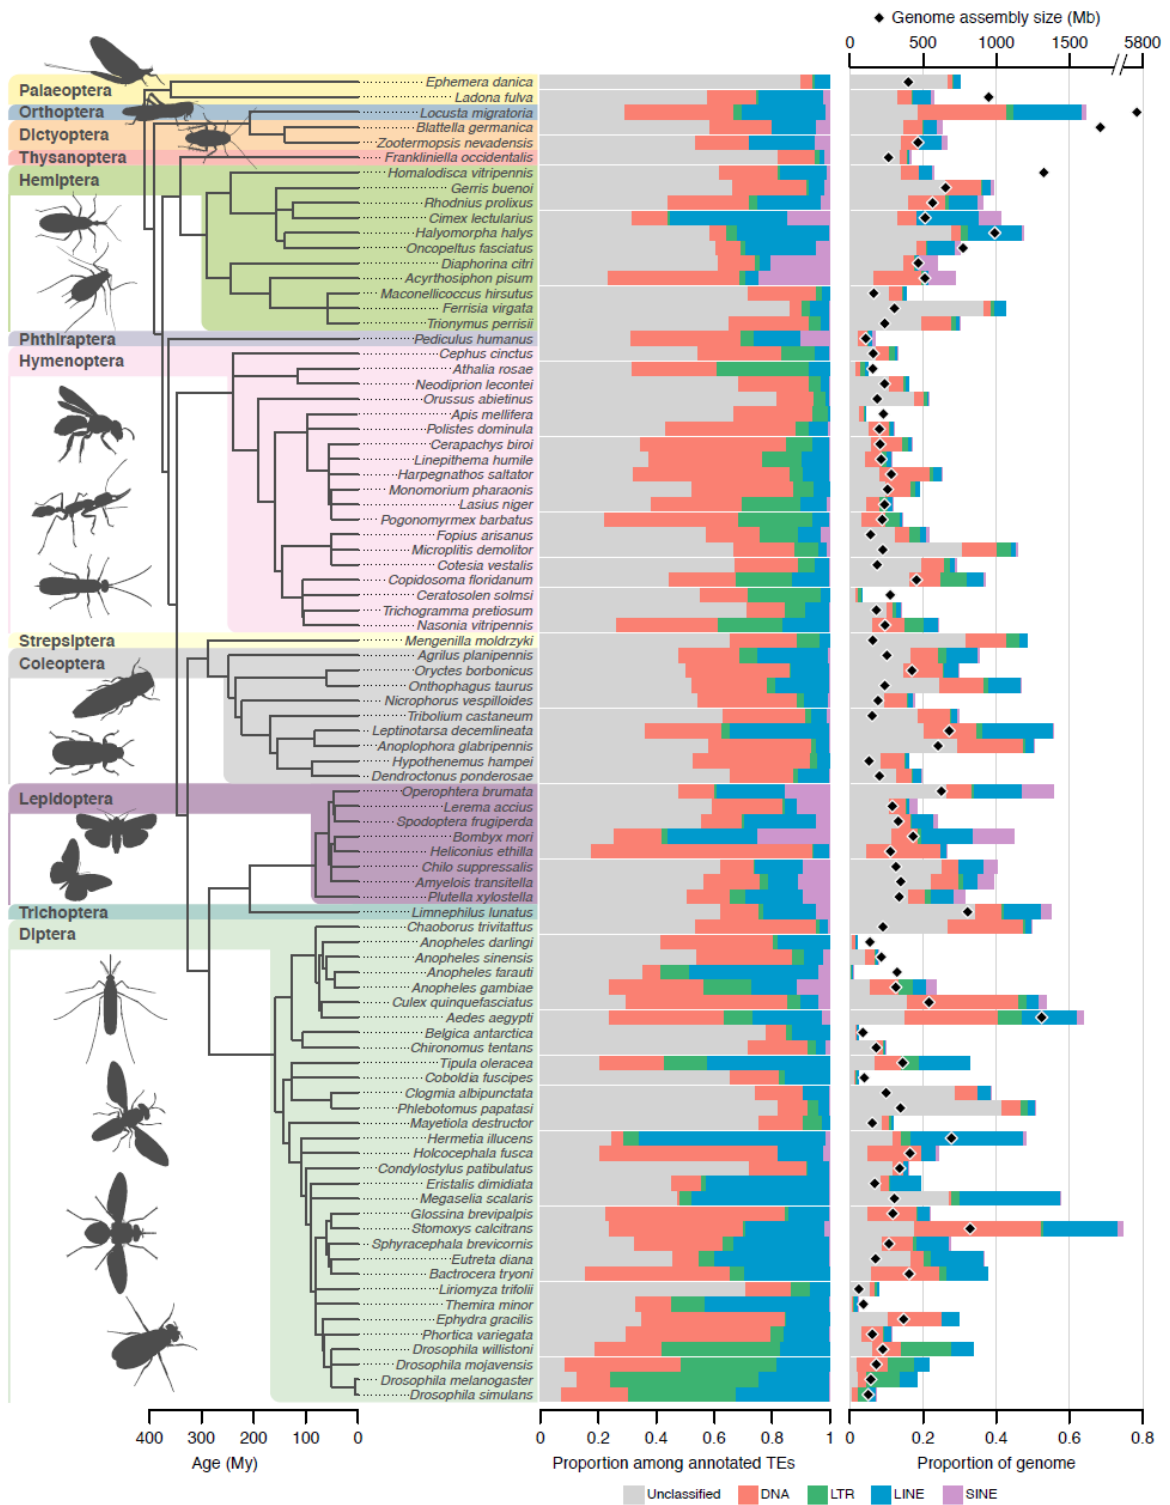 Genome assembly size (Mb)
0 500 1000 1500 5800
Palaeoptera
Ephemera danica
Ladona fulva
Orthoptera
Locusta migratoria
Dictyoptera
Blattella germanica
Zootermopsis nevadensis
Thysanoptera
Frankliniella occidentalis
Hemiptera
Homalodisca vitripennis
Gerris buenoi
Rhodnius prolixus
Cimex lectularius
Halyomorpha halys
Oncopeltus fasciatus
Diaphorina citri
Acyrthosiphon pisum
Maconellicoccus hirsutus
Ferrisia virgata
Trionymus perrisii
Phthiraptera
Pediculus humanus
Hymenoptera
Cephus cinctus
Athalia rosae
Neodiprion lecontei
Orussus abietinus
Apis mellifera
Polistes dominula
Cerapachys biroi
Linepithema humile
Harpegnathos saltator
Monomorium pharaonis
Lasius niger
Pogonomyrmex barbatus
Fopius arisanus
Microplitis demolitor
Cotesia vestalis
Copidosoma floridanum
Ceratosolen solmsi
Trichogramma pretiosum
Nasonia vitripennis
Strepsiptera
Mengenilla moldrzyki
Coleoptera
Agrilus planipennis
Oryctes borbonicus
Onthophagus taurus
Nicrophorus vespilloides
Tribolium castaneum
Leptinotarsa decemlineata
Anoplophora glabripennis
Hypothenemus hampei
Dendroctonus ponderosae
Lepidoptera
Operophtera brumata
Lerema accius
Spodoptera frugiperda
Bombyx mori
Heliconius ethilla
Chilo suppressalis
Amyelois transitella
Plutella xylostella
Trichoptera
Limnephilus lunatus
Diptera
Chaoborus trivitattus
Anopheles darlingi
Anopheles sinensis
Anopheles farauti
Anopheles gambiae
Culex quinquefasciatus
Aedes aegypti
Belgica antarctica
Chironomus tentans
Tipula oleracea
Coboldia fuscipes
Clogmia albipunctata
Phlebotomus papatasi
Mayetiola destructor
Hermetia illucens
Holcocephala fusca
Condylostylus patibulatus
Eristalis dimidiata
Megaselia scalaris
Glossina brevipalpis
Stomoxys calcitrans
Sphyracephala brevicornis
Eutreta diana
Bactrocera tryoni
Liriomyza trifolii
Themira minor
Ephydra gracilis
Phortica variegata
Drosophila willistoni
Drosophila mojavensis
Drosophila melanogaster
Drosophila simulans
400 300 200 100 0
Age (My)
0 0.2 0.4 0.6 0.8 1
Proportion among annotated TEs
0 0.2 0.4 0.6 0.8
Proportion of genome
Unclassified DNA LTR LINE SINE